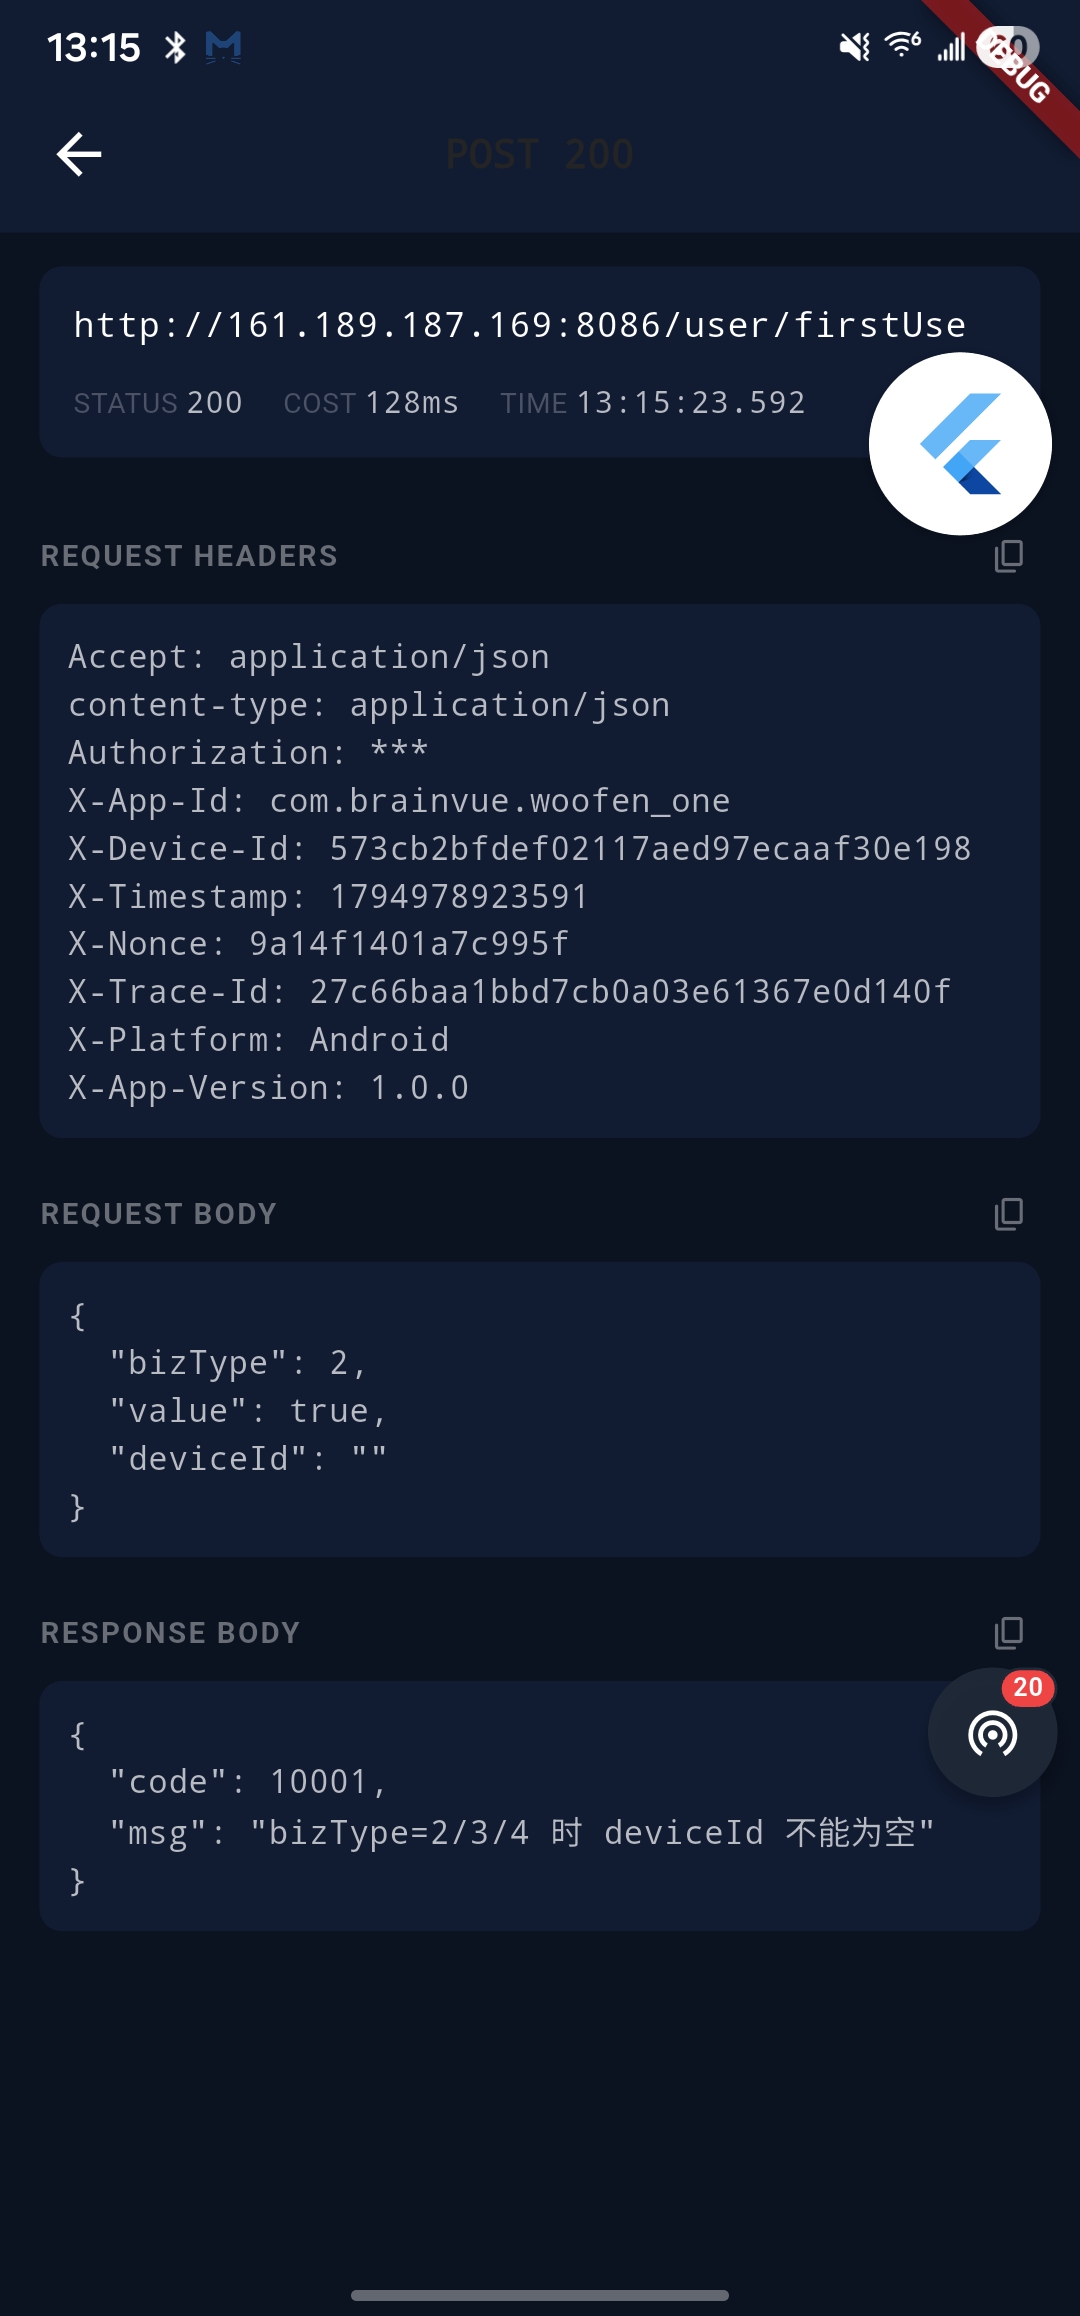 13:15
DEBUG
POST 200
http://161.189.187.169:8086/user/firstUse
STATUS 200 COST 128ms TIME 13:15:23.592
REQUEST HEADERS
Accept: application/json
content-type: application/json
Authorization: ***
X-App-Id: com.brainvue.woofen_one
X-Device-Id: 573cb2bfdef02117aed97ecaaf30e198
X-Timestamp: 1794978923591
X-Nonce: 9a14f1401a7c995f
X-Trace-Id: 27c66baa1bbd7cb0a03e61367e0d140f
X-Platform: Android
X-App-Version: 1.0.0
REQUEST BODY
{
  "bizType": 2,
  "value": true,
  "deviceId": ""
}
RESPONSE BODY
20
{
  "code": 10001,
  "msg": "bizType=2/3/4 时 deviceId 不能为空"
}